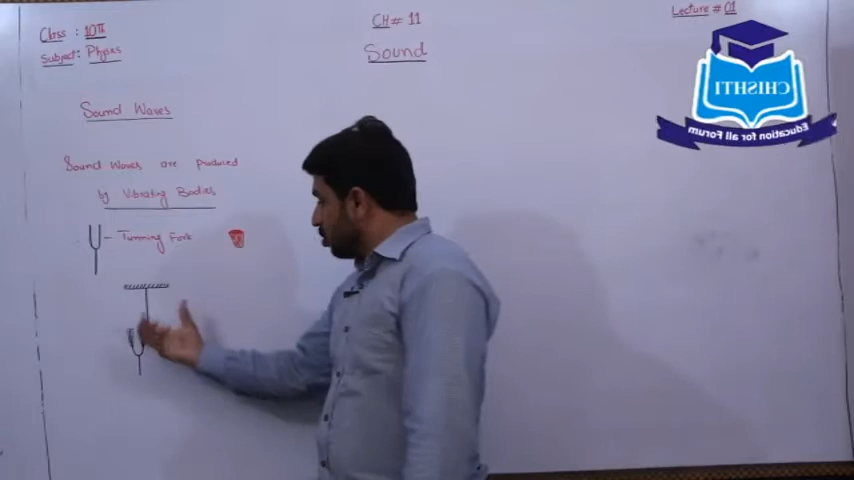 Class : 10TH
CH# 11
Lecture # 01
Subject: Physics
Sound
CHISHTI
Education for All Forum
Sound Waves
Sound Waves are produced
by Vibrating Bodies
Tunning Fork